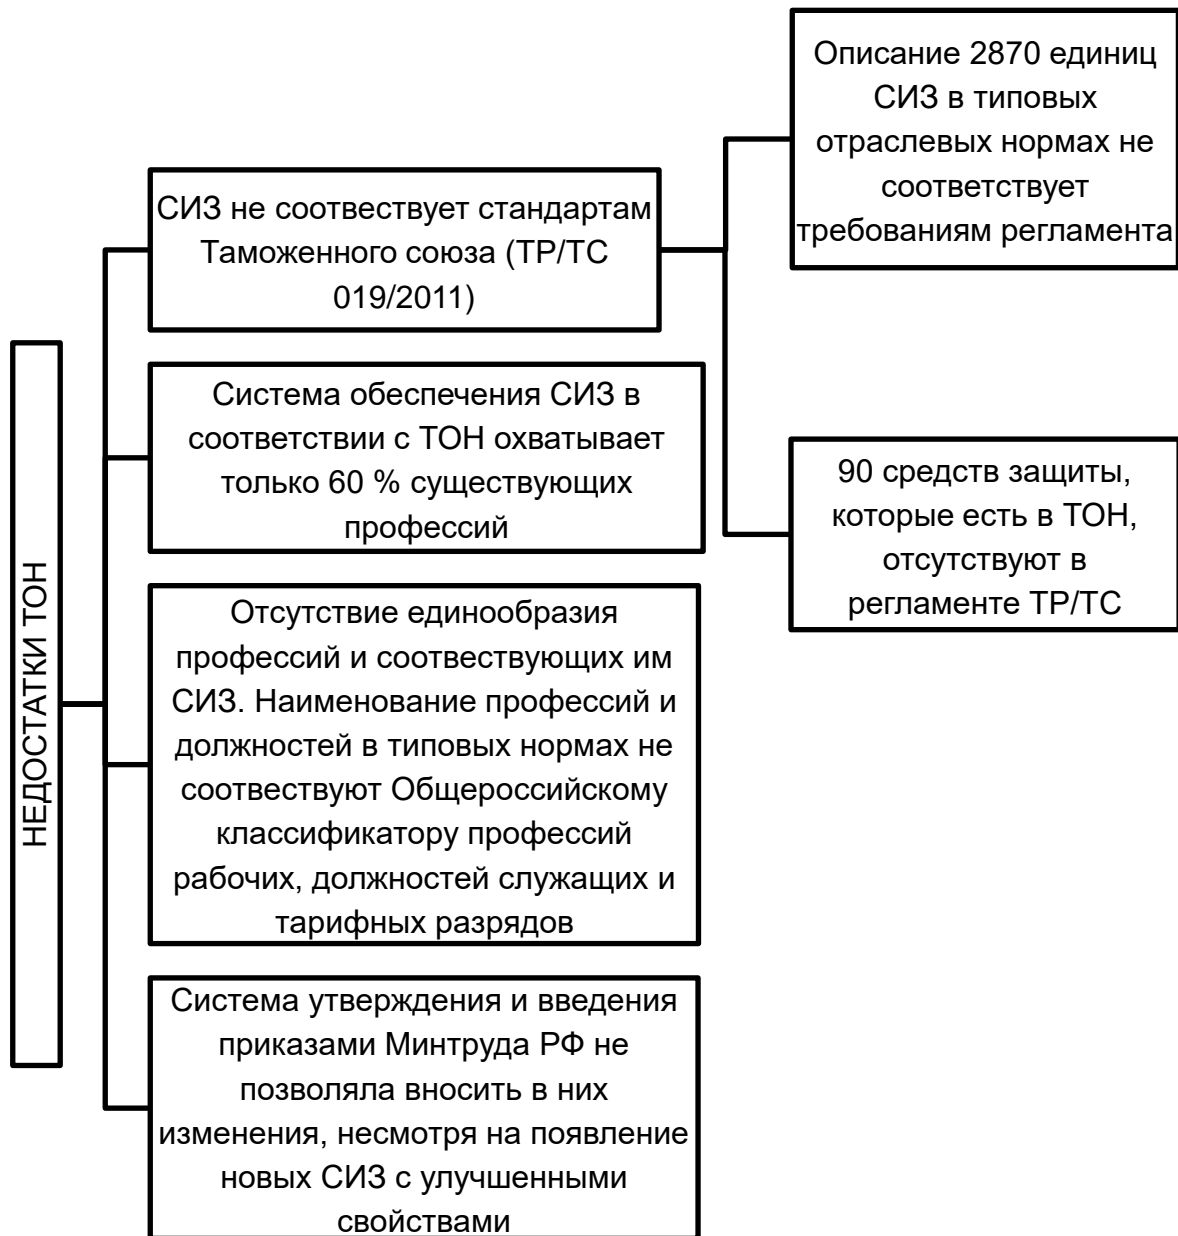 НЕДОСТАТКИ ТОН
СИЗ не соотвествует стандартам
Таможенного союза (ТР/ТС
019/2011)
Описание 2870 единиц
СИЗ в типовых
отраслевых нормах не
соответствует
требованиям регламента
90 средств защиты,
которые есть в ТОН,
отсутствуют в
регламенте ТР/ТС
Система обеспечения СИЗ в
соответствии с ТОН охватывает
только 60 % существующих
профессий
Отсутствие единообразия
профессий и соотвествующих им
СИЗ. Наименование профессий и
должностей в типовых нормах не
соотвествуют Общероссийскому
классификатору профессий
рабочих, должностей служащих и
тарифных разрядов
Система утверждения и введения
приказами Минтруда РФ не
позволяла вносить в них
изменения, несмотря на появление
новых СИЗ с улучшенными
свойствами